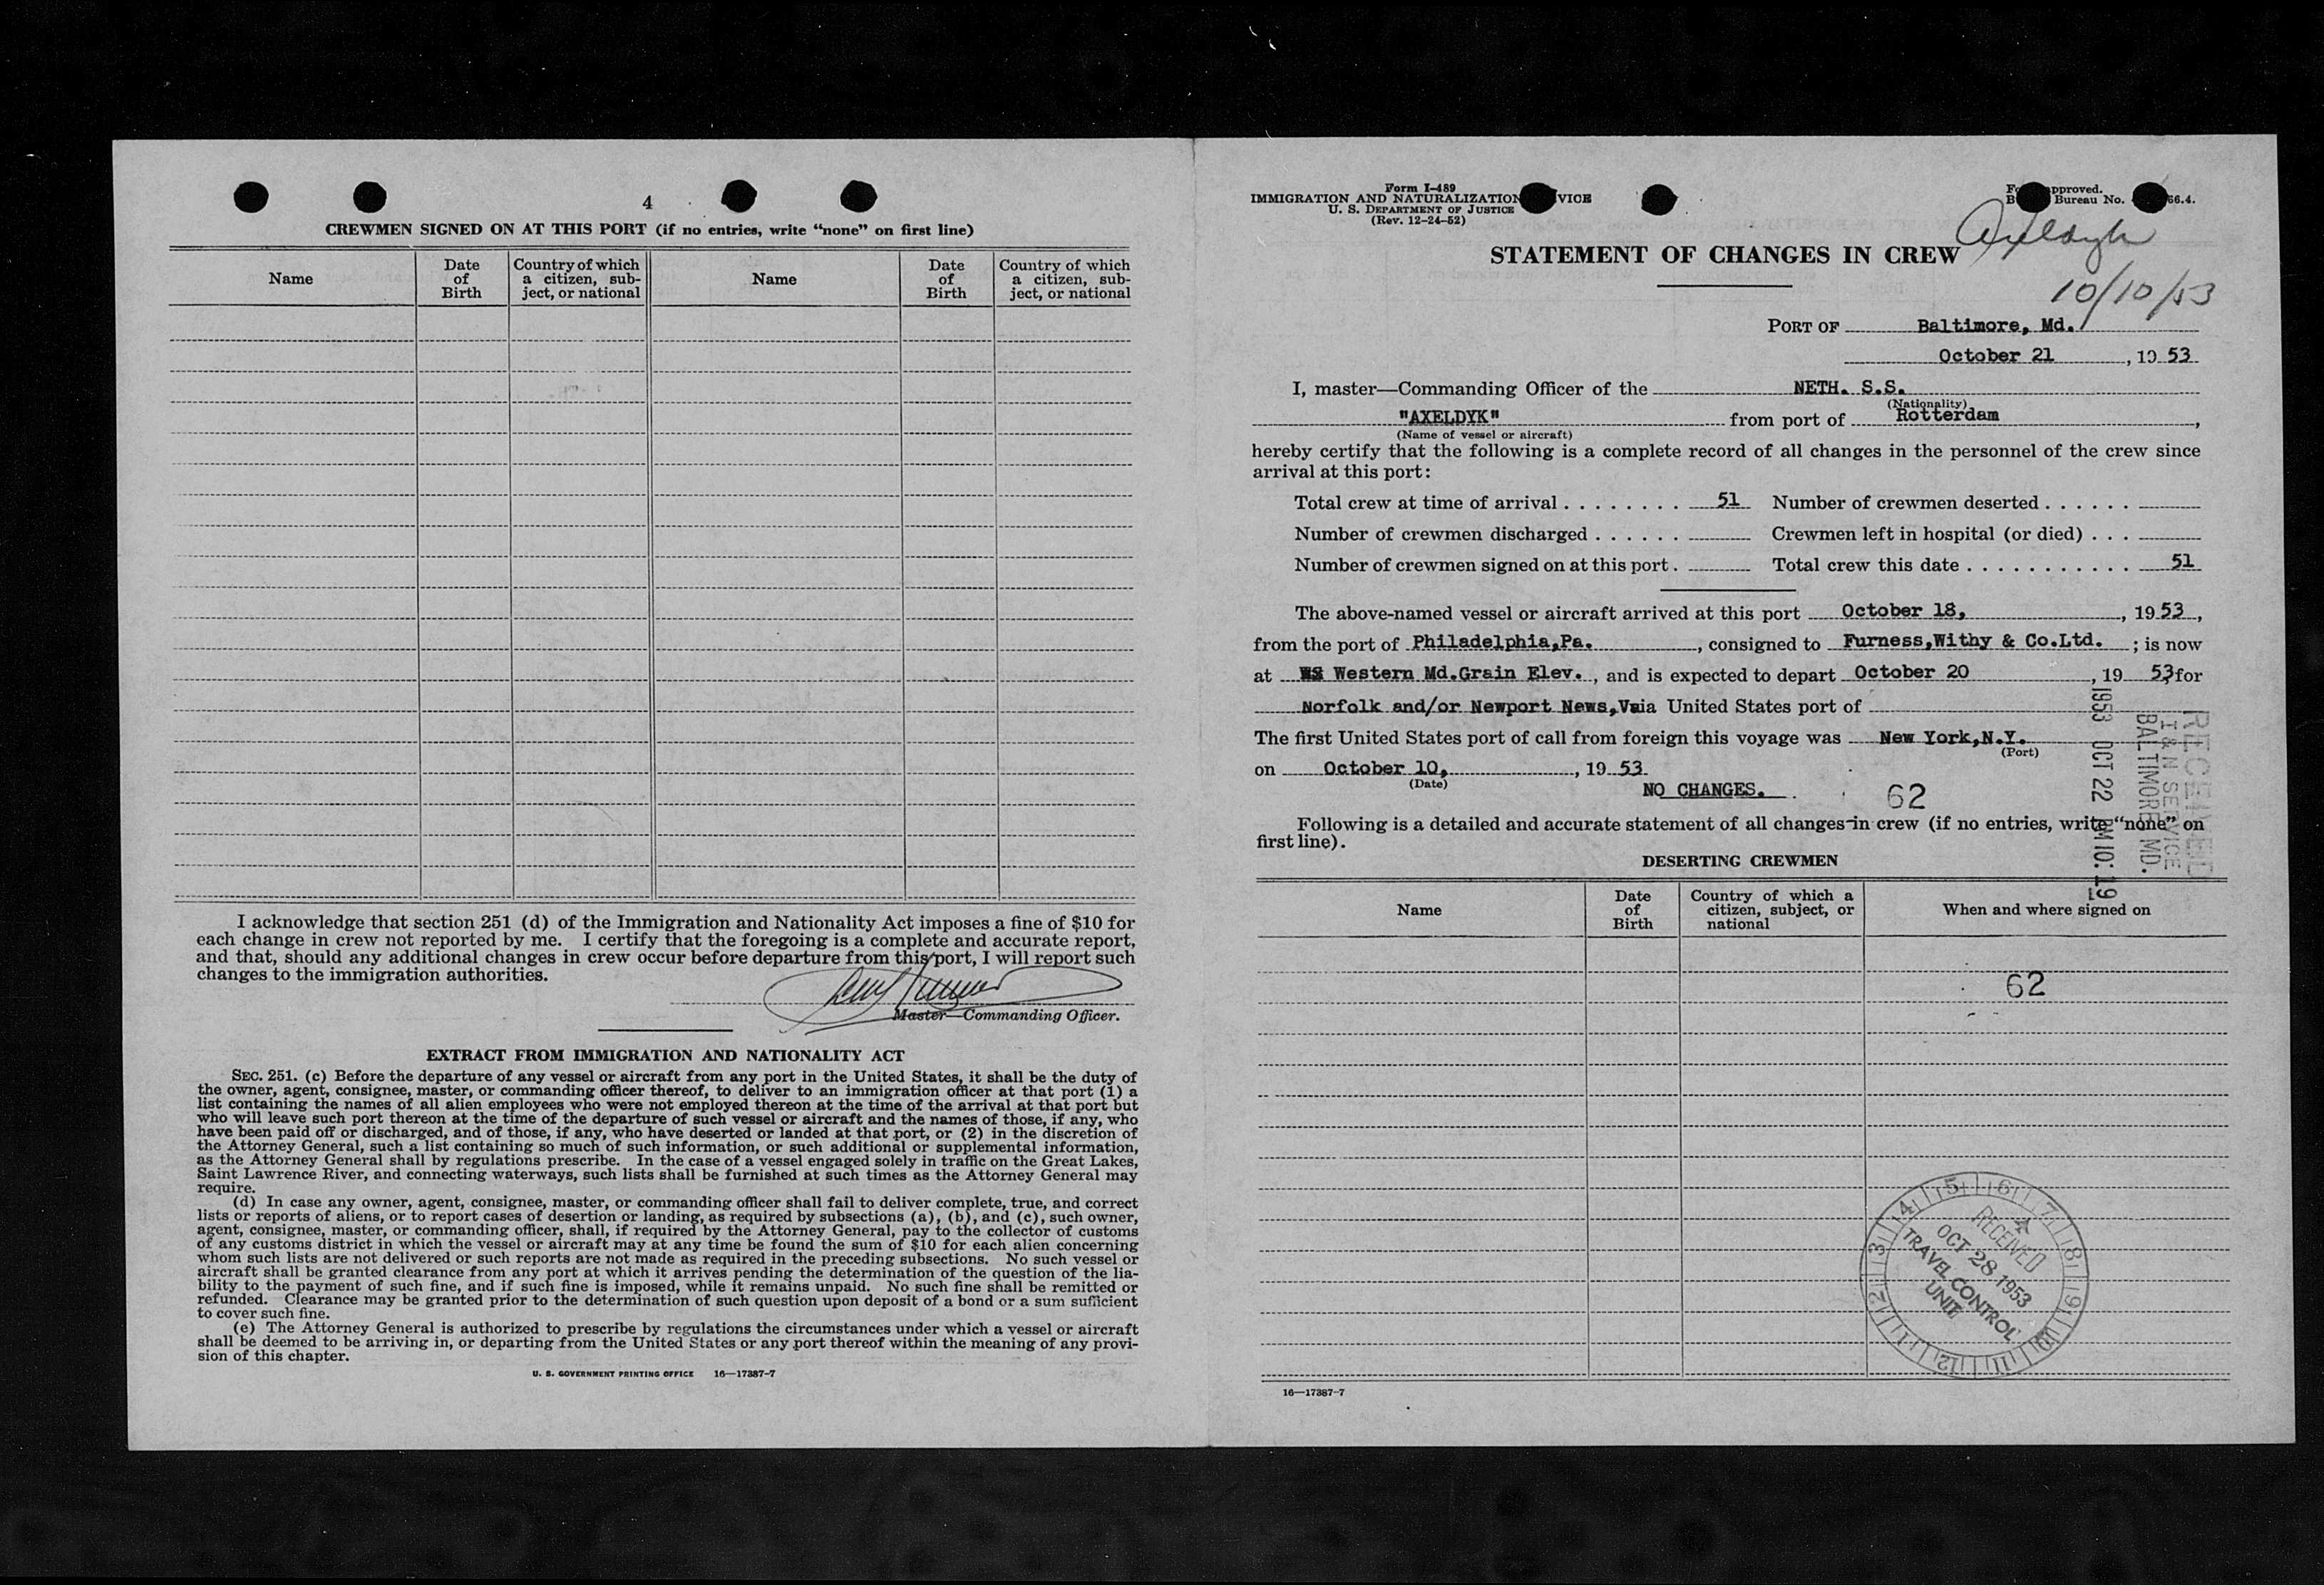 4
CREWMEN SIGNED ON AT THIS PORT (if no entries, write “none” on first line)
Name
Date of Birth
Country of which a citizen, subject, or national
Name
Date of Birth
Country of which a citizen, subject, or national
I acknowledge that section 251 (d) of the Immigration and Nationality Act imposes a fine of $10 for
each change in crew not reported by me. I certify that the foregoing is a complete and accurate report,
and that, should any additional changes in crew occur before departure from this port, I will report such
changes to the immigration authorities.
Master—Commanding Officer.
EXTRACT FROM IMMIGRATION AND NATIONALITY ACT
SEC. 251. (c) Before the departure of any vessel or aircraft from any port in the United States, it shall be the duty of
the owner, agent, consignee, master, or commanding officer thereof, to deliver to an immigration officer at that port (1) a
list containing the names of all alien employees who were not employed thereon at the time of the arrival at that port but
who will leave such port thereon at the time of the departure of such vessel or aircraft and the names of those, if any, who
have been paid off or discharged, and of those, if any, who have deserted or landed at that port, or (2) in the discretion of
the Attorney General, such a list containing so much of such information, or such additional or supplemental information,
as the Attorney General shall by regulations prescribe. In the case of a vessel engaged solely in traffic on the Great Lakes,
Saint Lawrence River, and connecting waterways, such lists shall be furnished at such times as the Attorney General may
require.
(d) In case any owner, agent, consignee, master, or commanding officer shall fail to deliver complete, true, and correct
lists or reports of aliens, or to report cases of desertion or landing, as required by subsections (a), (b), and (c), such owner,
agent, consignee, master, or commanding officer, shall, if required by the Attorney General, pay to the collector of customs
of any customs district in which the vessel or aircraft may at any time be found the sum of $10 for each alien concerning
whom such lists are not delivered or such reports are not made as required in the preceding subsections. No such vessel or
aircraft shall be granted clearance from any port at which it arrives pending the determination of the question of the lia-
bility to the payment of such fine, and if such fine is imposed, while it remains unpaid. No such fine shall be remitted or
refunded. Clearance may be granted prior to the determination of such question upon deposit of a bond or a sum sufficient
to cover such fine.
(e) The Attorney General is authorized to prescribe by regulations the circumstances under which a vessel or aircraft
shall be deemed to be arriving in, or departing from the United States or any port thereof within the meaning of any provi-
sion of this chapter.
U. S. GOVERNMENT PRINTING OFFICE 16—17387-7
Form I-489
IMMIGRATION AND NATURALIZATION VICE
U. S. DEPARTMENT OF JUSTICE
(Rev. 12-24-52)
pproved.
Bureau No. 66.4.
Axeldyk
10/10/53
STATEMENT OF CHANGES IN CREW
PORT OF Baltimore, Md.
October 21, 19 53
I, master—Commanding Officer of the NETH. S.S.
(Nationality)
"AXELDYK" from port of Rotterdam,
(Name of vessel or aircraft)
hereby certify that the following is a complete record of all changes in the personnel of the crew since
arrival at this port:
Total crew at time of arrival . . . . . . . . 51 Number of crewmen deserted . . . . . .
Number of crewmen discharged . . . . . . Crewmen left in hospital (or died) . . .
Number of crewmen signed on at this port . Total crew this date . . . . . . . . . . . 51
The above-named vessel or aircraft arrived at this port October 18, , 19 53,
from the port of Philadelphia,Pa. , consigned to Furness,Withy & Co.Ltd. ; is now
at Western Md.Grain Elev. , and is expected to depart October 20 , 19 53 for
Norfolk and/or Newport News,Va via United States port of
The first United States port of call from foreign this voyage was New York,N.Y.
(Port)
on October 10, , 19 53
(Date)
NO CHANGES.
62
RECEIVED
I & N SERVICE
BALTIMORE MD.
1953 OCT 22 PM 10: 19
Following is a detailed and accurate statement of all changes in crew (if no entries, write “none” on
first line).
DESERTING CREWMEN
Name
Date of Birth
Country of which a citizen, subject, or national
When and where signed on
62
1 2 3 4 5 6 7 8 9 10 11 12
RECEIVED
OCT 28 1953
TRAVEL CONTROL
UNIT
16—17387-7